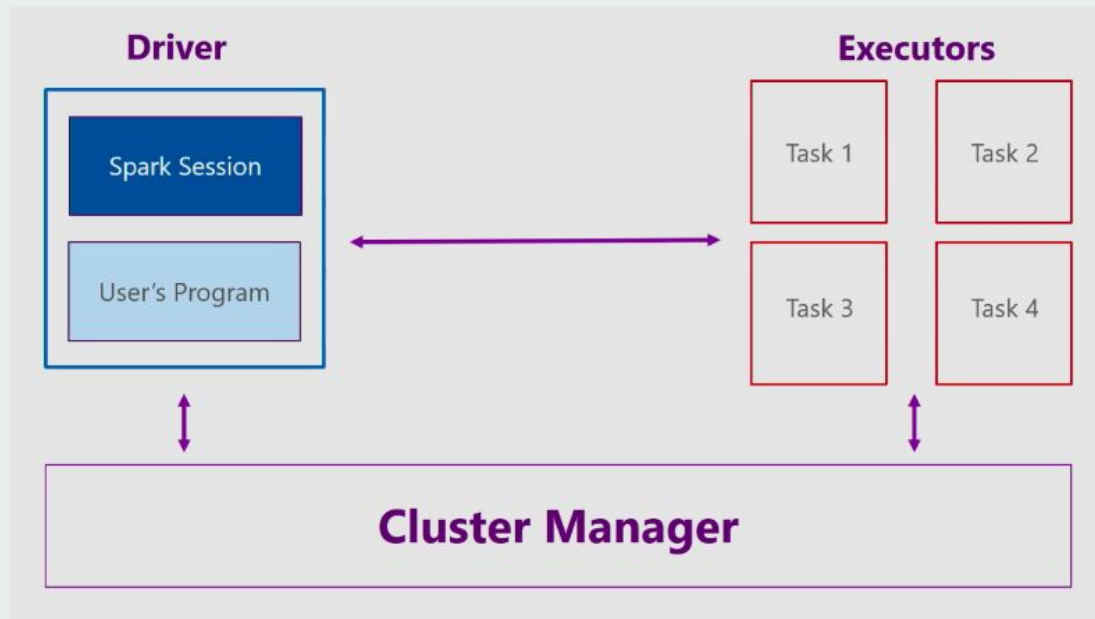 Driver
Executors
Spark Session
User’s Program
Task 1
Task 2
Task 3
Task 4
Cluster Manager